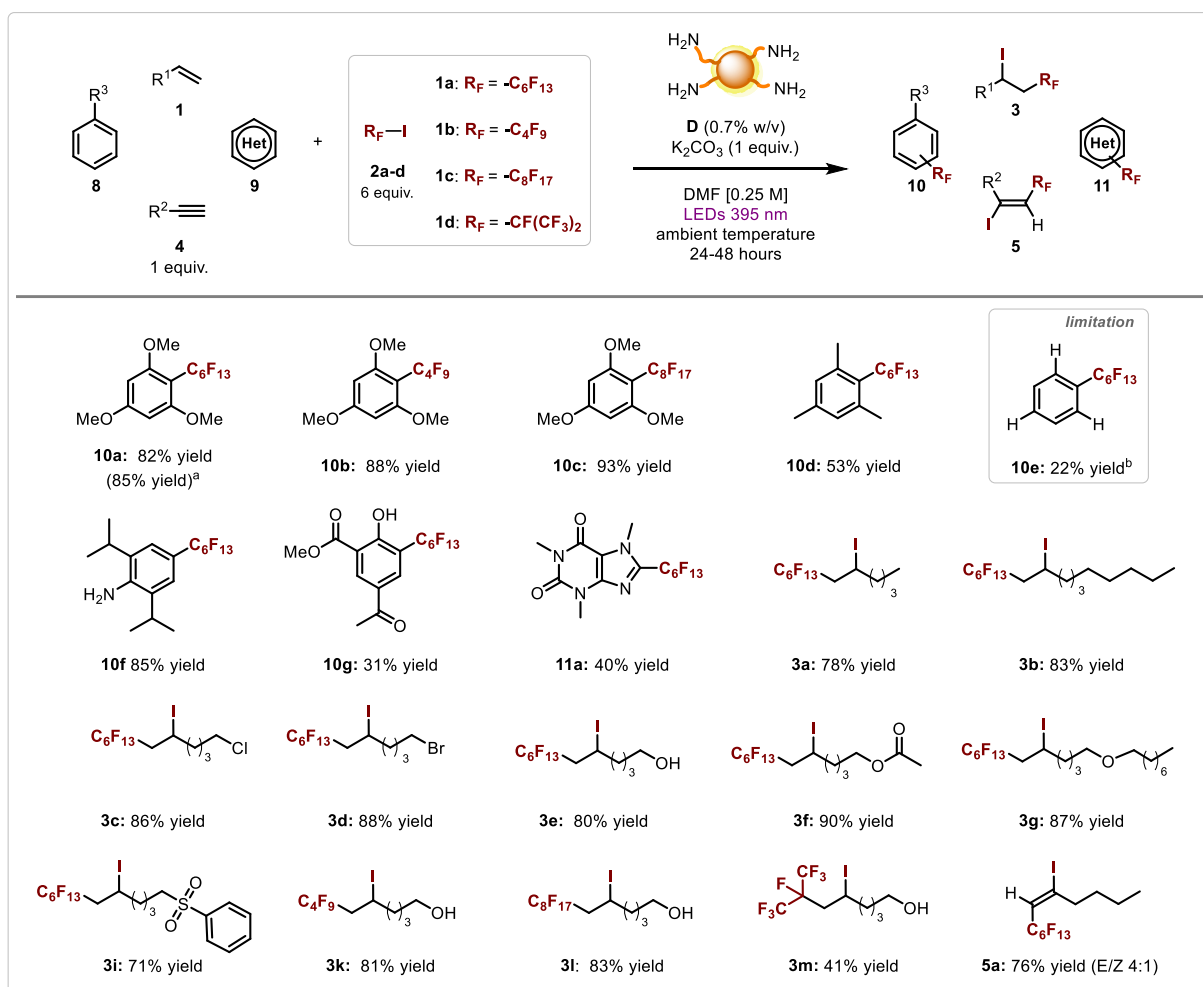 H2N
NH2
H2N
NH2
R1
1
R3
8
Het
9
+
R2
4
1 equiv.
RF—I
2a-d
6 equiv.
1a: RF = -C6F13
1b: RF = -C4F9
1c: RF = -C8F17
1d: RF = -CF(CF3)2
D (0.7% w/v)
K2CO3 (1 equiv.)
DMF [0.25 M]
LEDs 395 nm
ambient temperature
24-48 hours
I
R1
RF
3
R3
RF
10
Het
RF
11
R2
RF
I
H
5
OMe
C6F13
MeO
OMe
10a: 82% yield
(85% yield)a
OMe
C4F9
MeO
OMe
10b: 88% yield
OMe
C8F17
MeO
OMe
10c: 93% yield
C6F13
10d: 53% yield
limitation
H
C6F13
H
H
10e: 22% yieldb
C6F13
H2N
10f 85% yield
O
OH
MeO
C6F13
O
10g: 31% yield
O
N
N
C6F13
O
N
N
11a: 40% yield
I
C6F13
( )3
3a: 78% yield
I
C6F13
( )3
3b: 83% yield
I
C6F13
( )3
Cl
3c: 86% yield
I
C6F13
( )3
Br
3d: 88% yield
I
C6F13
( )3
OH
3e: 80% yield
I
O
C6F13
( )3
O
3f: 90% yield
I
C6F13
( )3
O
( )6
3g: 87% yield
I
C6F13
( )3
O
S
O
3i: 71% yield
I
C4F9
( )3
OH
3k: 81% yield
I
C8F17
( )3
OH
3l: 83% yield
CF3
I
F
F3C
( )3
OH
3m: 41% yield
I
H
C6F13
5a: 76% yield (E/Z 4:1)